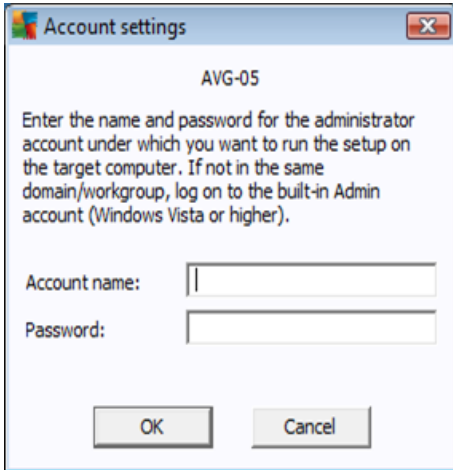 Account settings
AVG-05
Enter the name and password for the administrator
account under which you want to run the setup on
the target computer. If not in the same
domain/workgroup, log on to the built-in Admin
account (Windows Vista or higher).
Account name:
Password:
OK Cancel